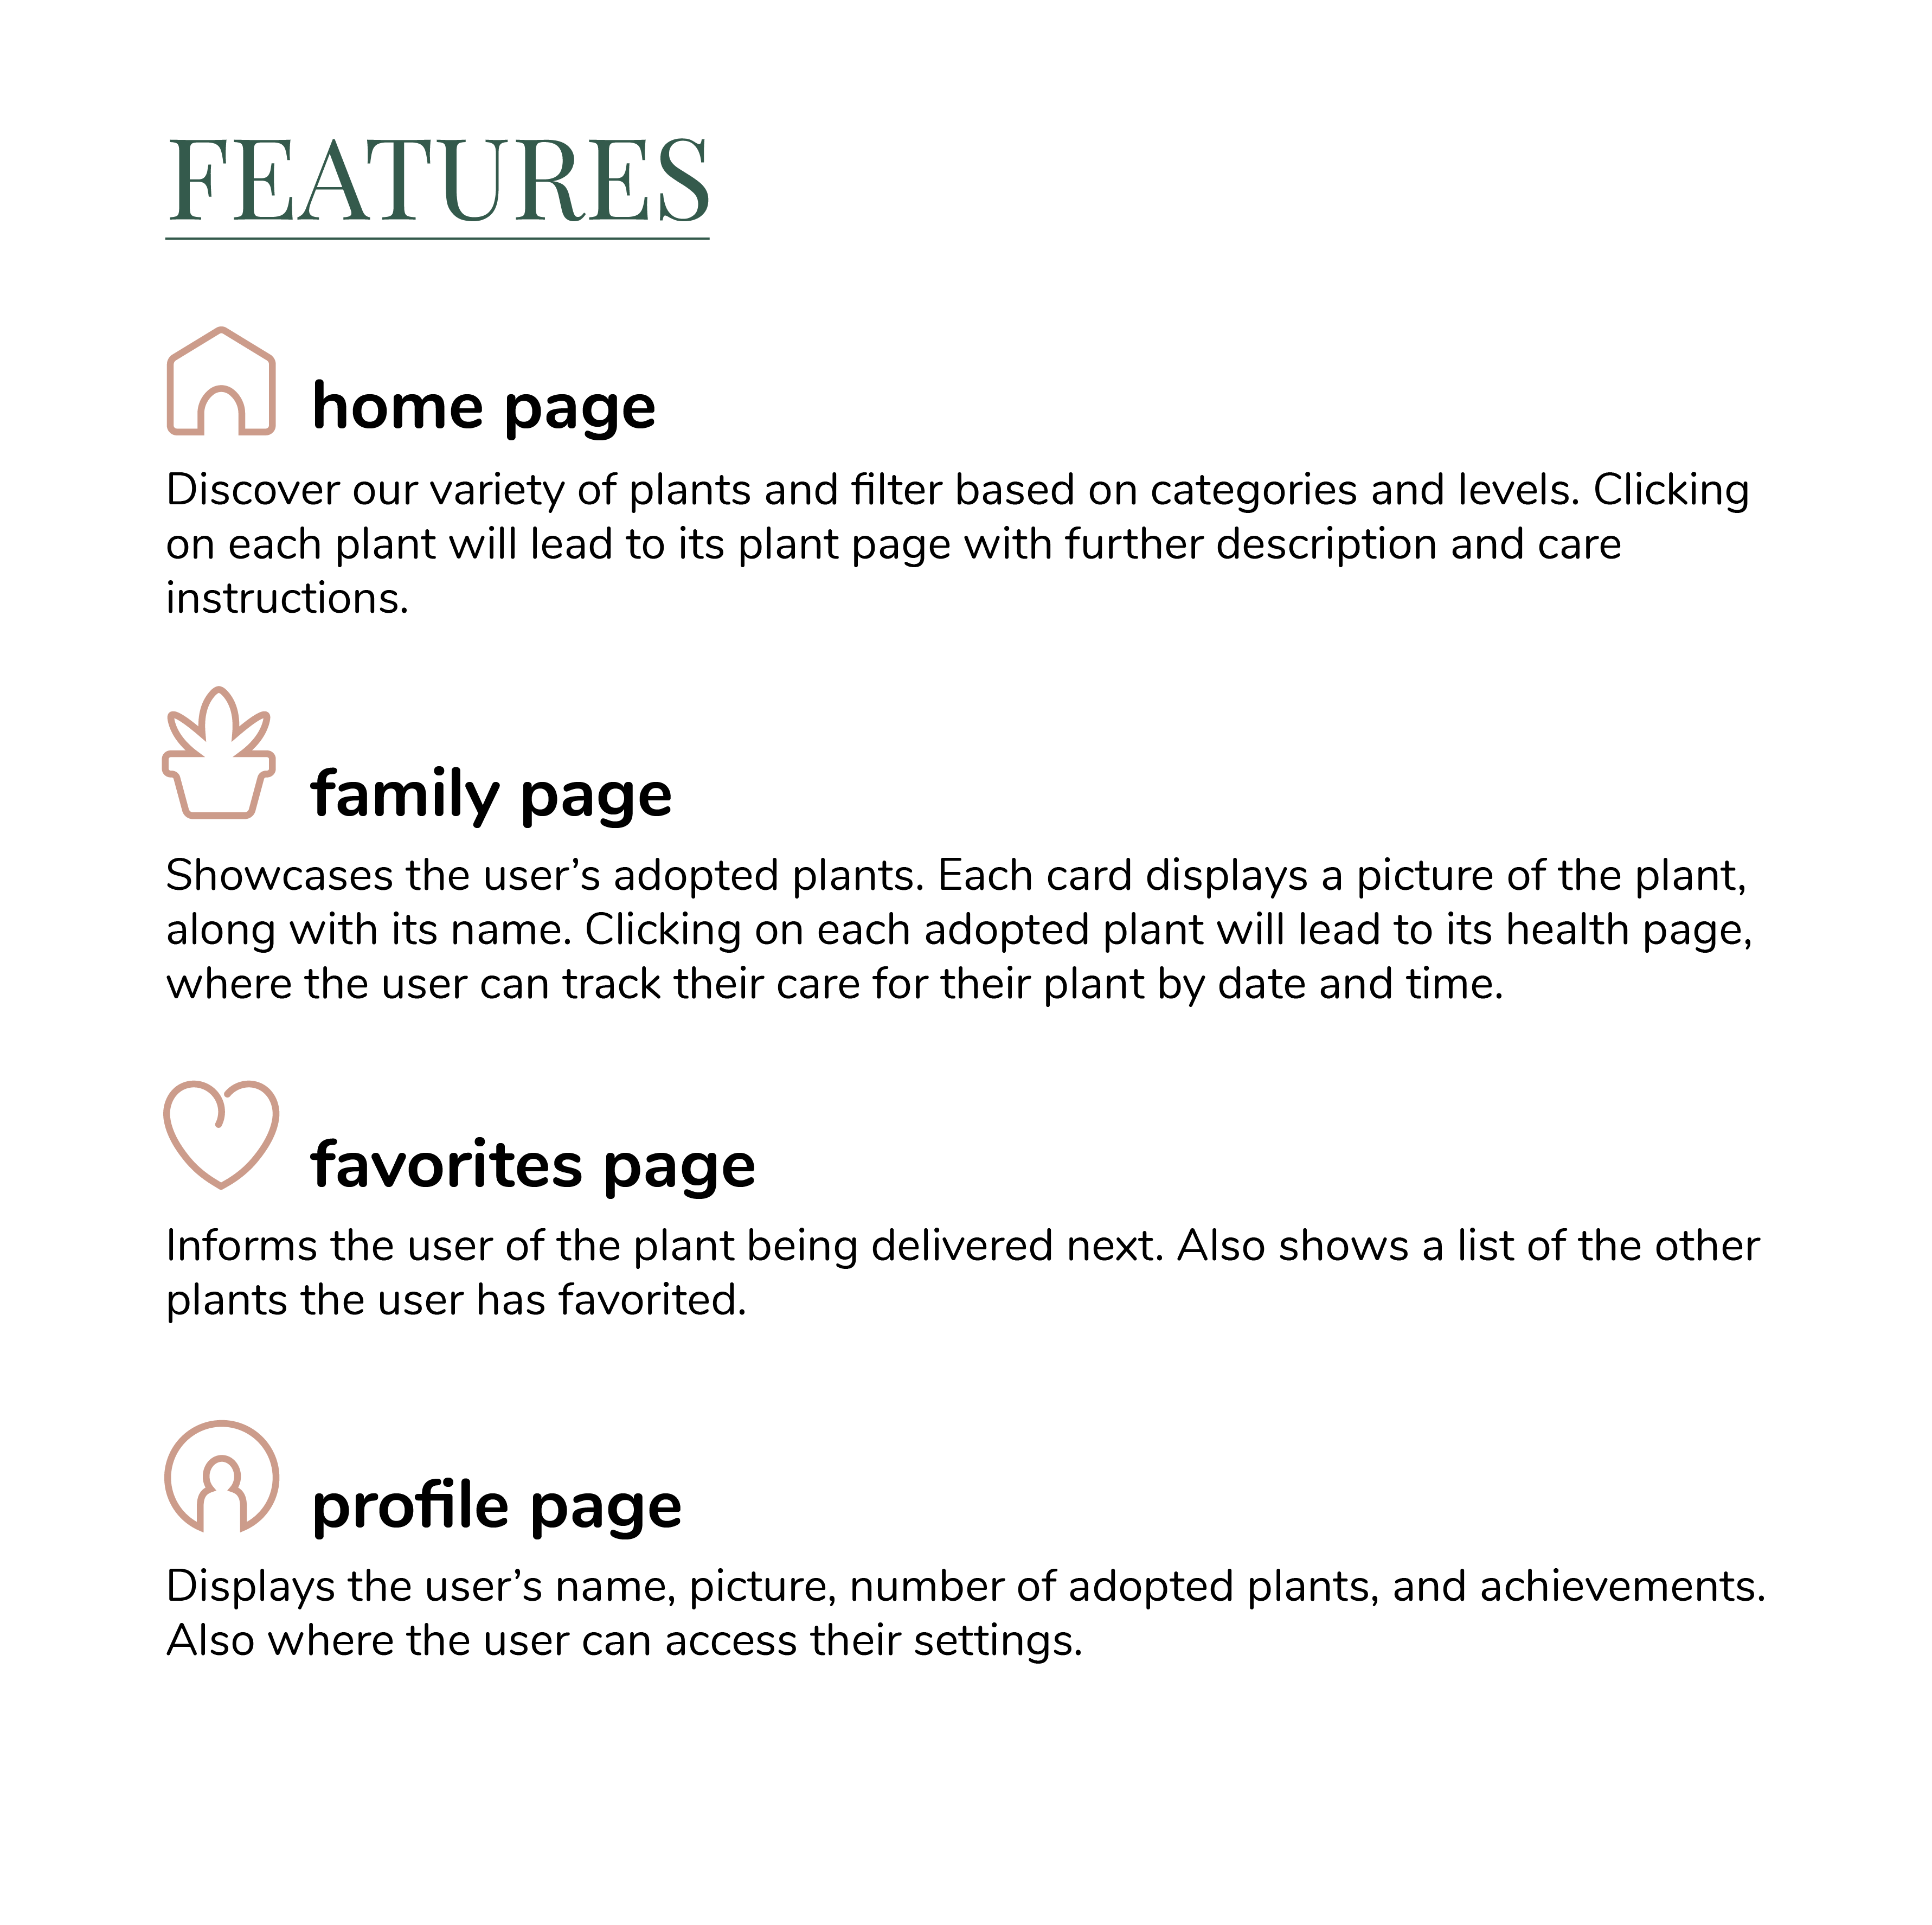 FEATURES
home page
Discover our variety of plants and filter based on categories and levels. Clicking
on each plant will lead to its plant page with further description and care
instructions.
family page
Showcases the user’s adopted plants. Each card displays a picture of the plant,
along with its name. Clicking on each adopted plant will lead to its health page,
where the user can track their care for their plant by date and time.
favorites page
Informs the user of the plant being delivered next. Also shows a list of the other
plants the user has favorited.
profile page
Displays the user’s name, picture, number of adopted plants, and achievements.
Also where the user can access their settings.